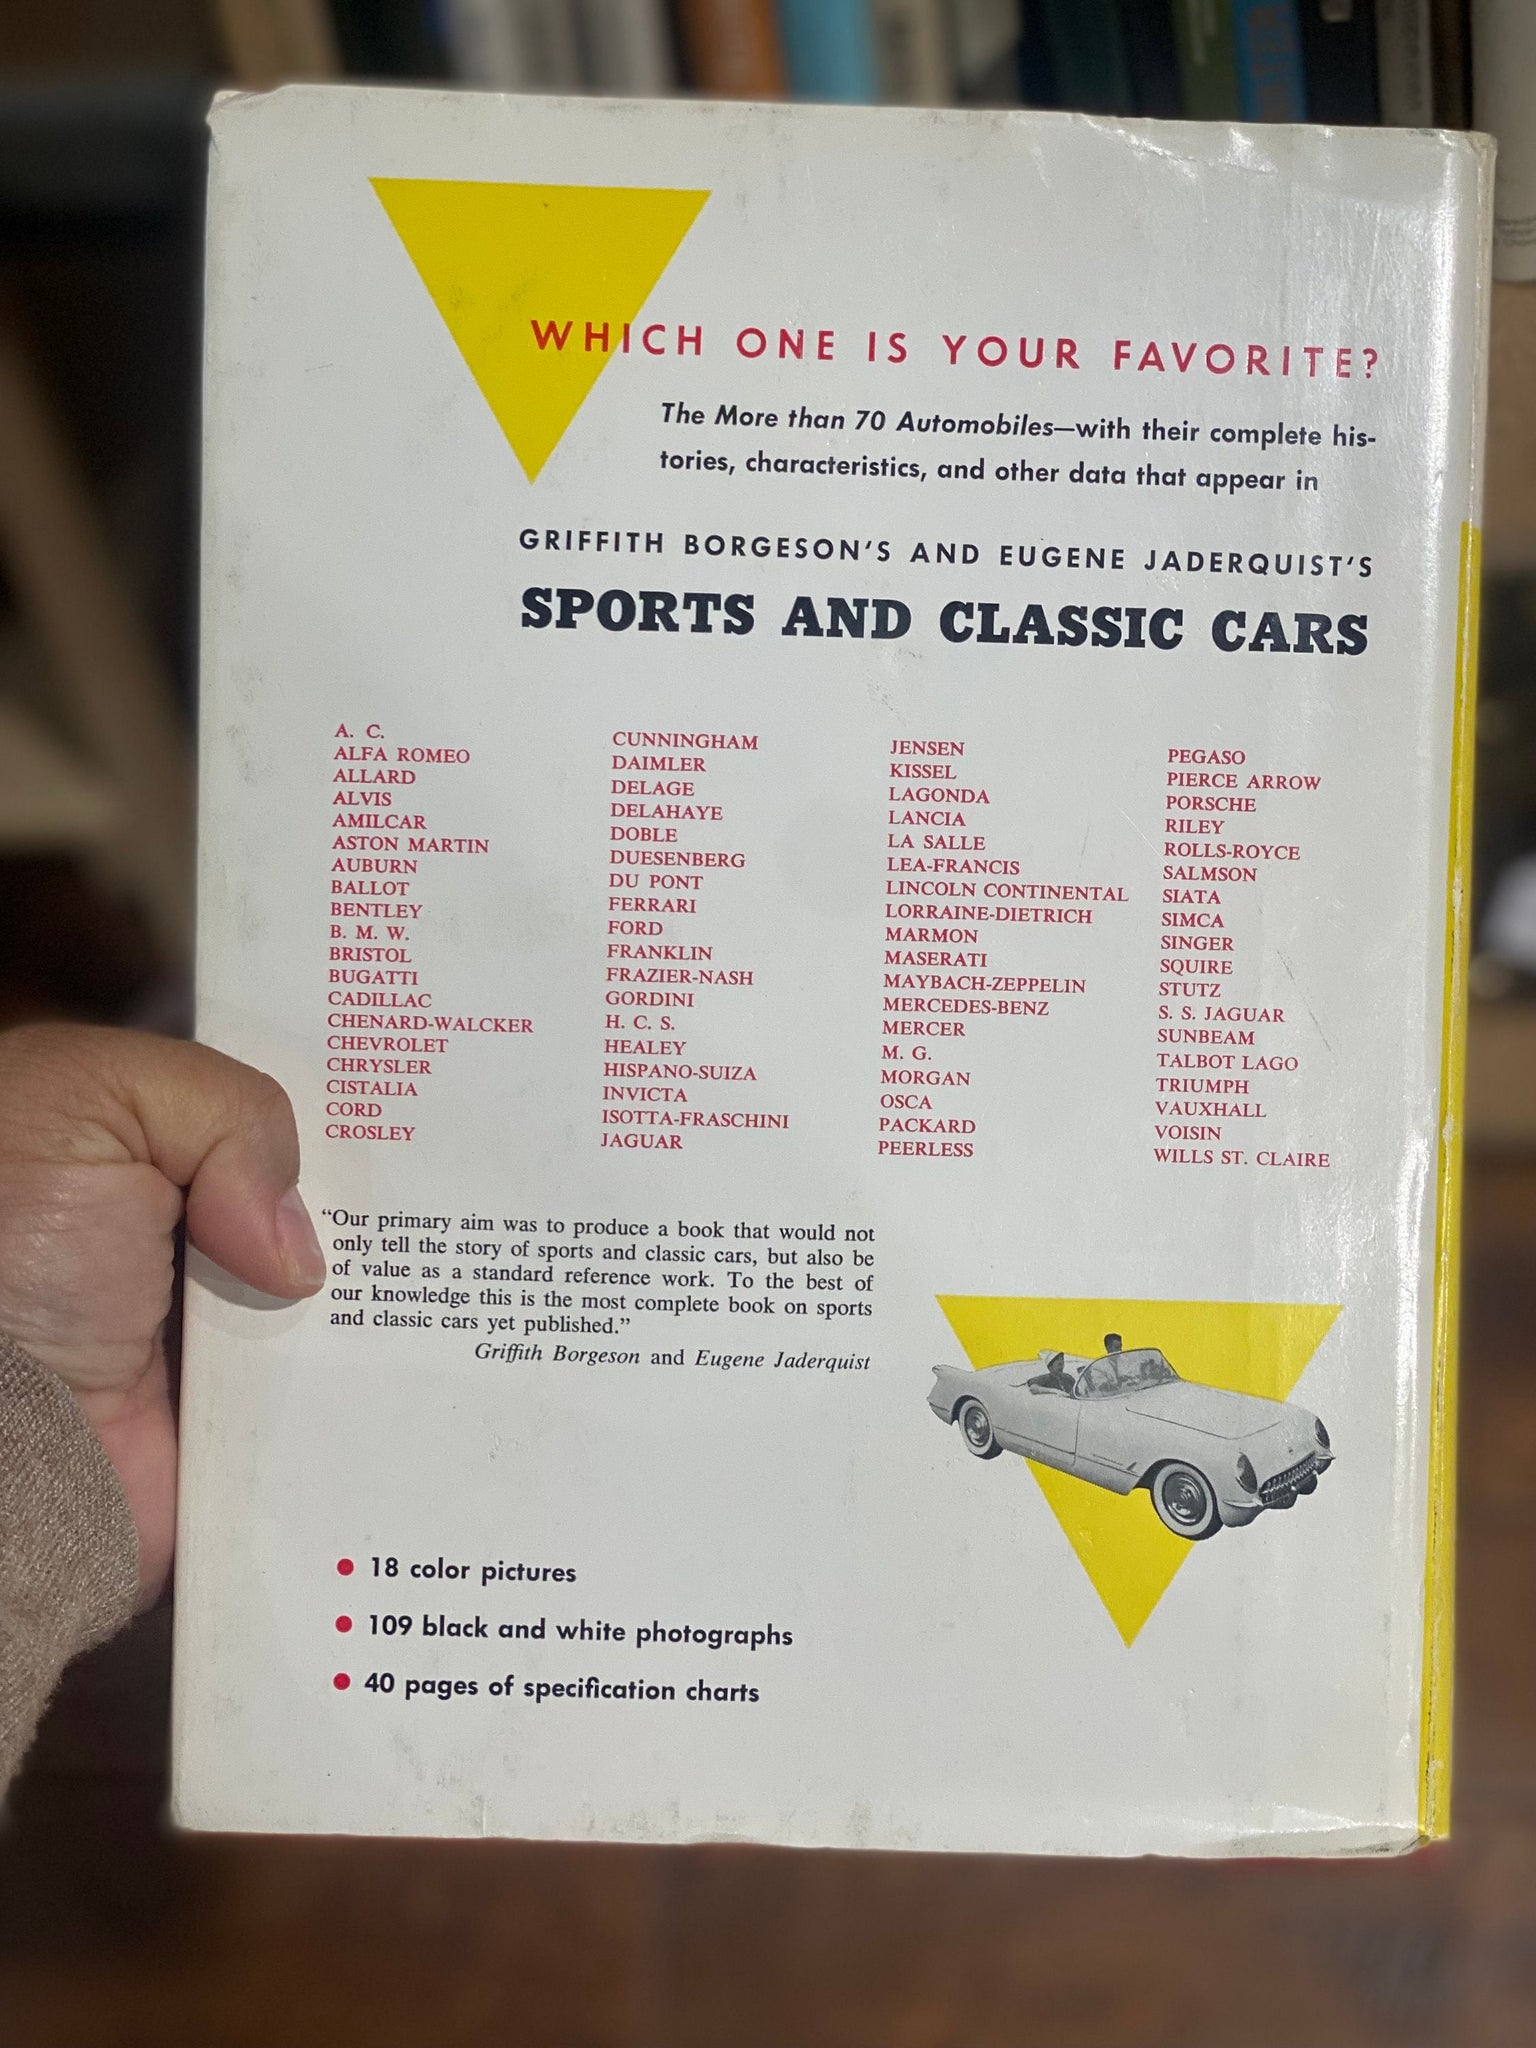 WHICH ONE IS YOUR FAVORITE?
The More than 70 Automobiles—with their complete his-
tories, characteristics, and other data that appear in
GRIFFITH BORGESON'S AND EUGENE JADERQUIST'S
SPORTS AND CLASSIC CARS
A. C.
ALFA ROMEO
ALLARD
ALVIS
AMILCAR
ASTON MARTIN
AUBURN
BALLOT
BENTLEY
B. M. W.
BRISTOL
BUGATTI
CADILLAC
CHENARD-WALCKER
CHEVROLET
CHRYSLER
CISTALIA
CORD
CROSLEY
CUNNINGHAM
DAIMLER
DELAGE
DELAHAYE
DOBLE
DUESENBERG
DU PONT
FERRARI
FORD
FRANKLIN
FRAZIER-NASH
GORDINI
H. C. S.
HEALEY
HISPANO-SUIZA
INVICTA
ISOTTA-FRASCHINI
JAGUAR
JENSEN
KISSEL
LAGONDA
LANCIA
LA SALLE
LEA-FRANCIS
LINCOLN CONTINENTAL
LORRAINE-DIETRICH
MARMON
MASERATI
MAYBACH-ZEPPELIN
MERCEDES-BENZ
MERCER
M. G.
MORGAN
OSCA
PACKARD
PEERLESS
PEGASO
PIERCE ARROW
PORSCHE
RILEY
ROLLS-ROYCE
SALMSON
SIATA
SIMCA
SINGER
SQUIRE
STUTZ
S. S. JAGUAR
SUNBEAM
TALBOT LAGO
TRIUMPH
VAUXHALL
VOISIN
WILLS ST. CLAIRE
"Our primary aim was to produce a book that would not
only tell the story of sports and classic cars, but also be
of value as a standard reference work. To the best of
our knowledge this is the most complete book on sports
and classic cars yet published."
Griffith Borgeson and Eugene Jaderquist
● 18 color pictures
● 109 black and white photographs
● 40 pages of specification charts